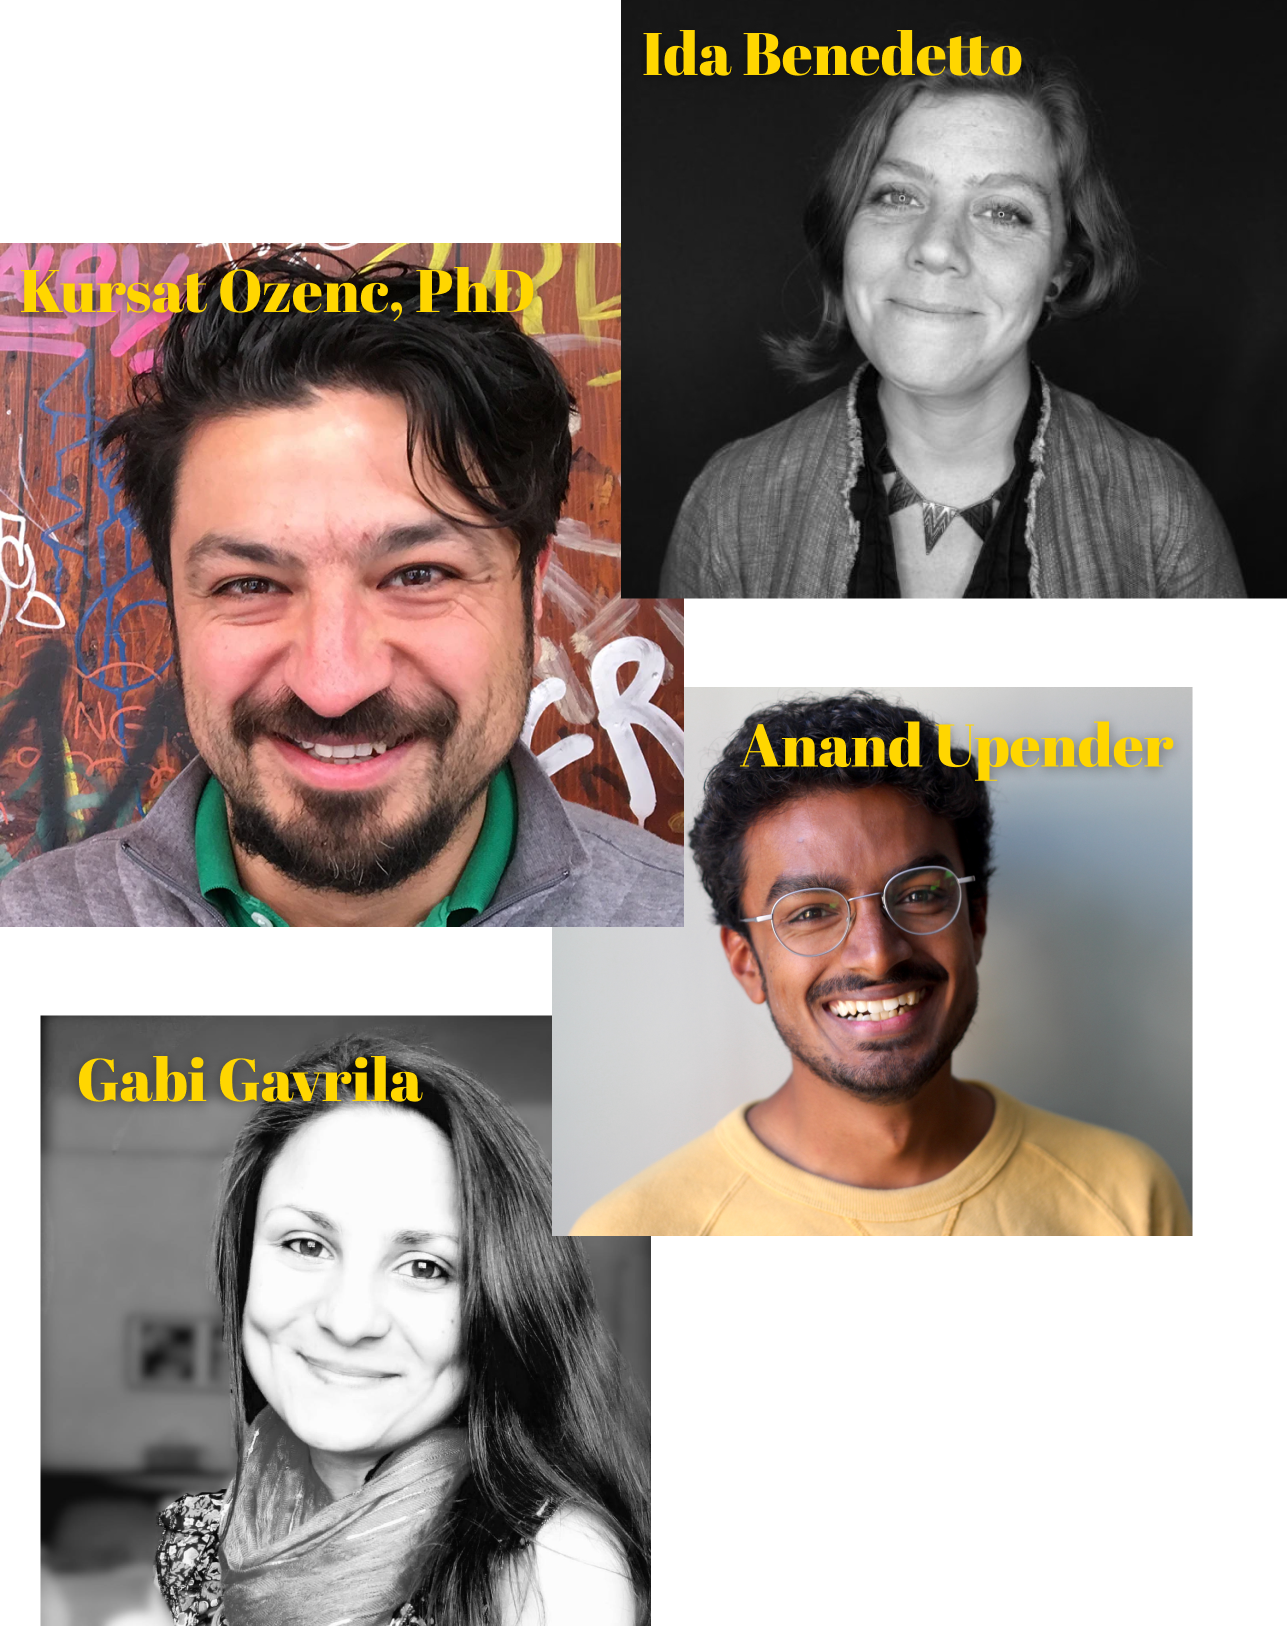 Ida Benedetto
Kursat Ozenc, PhD
Anand Upender
Gabi Gavrila